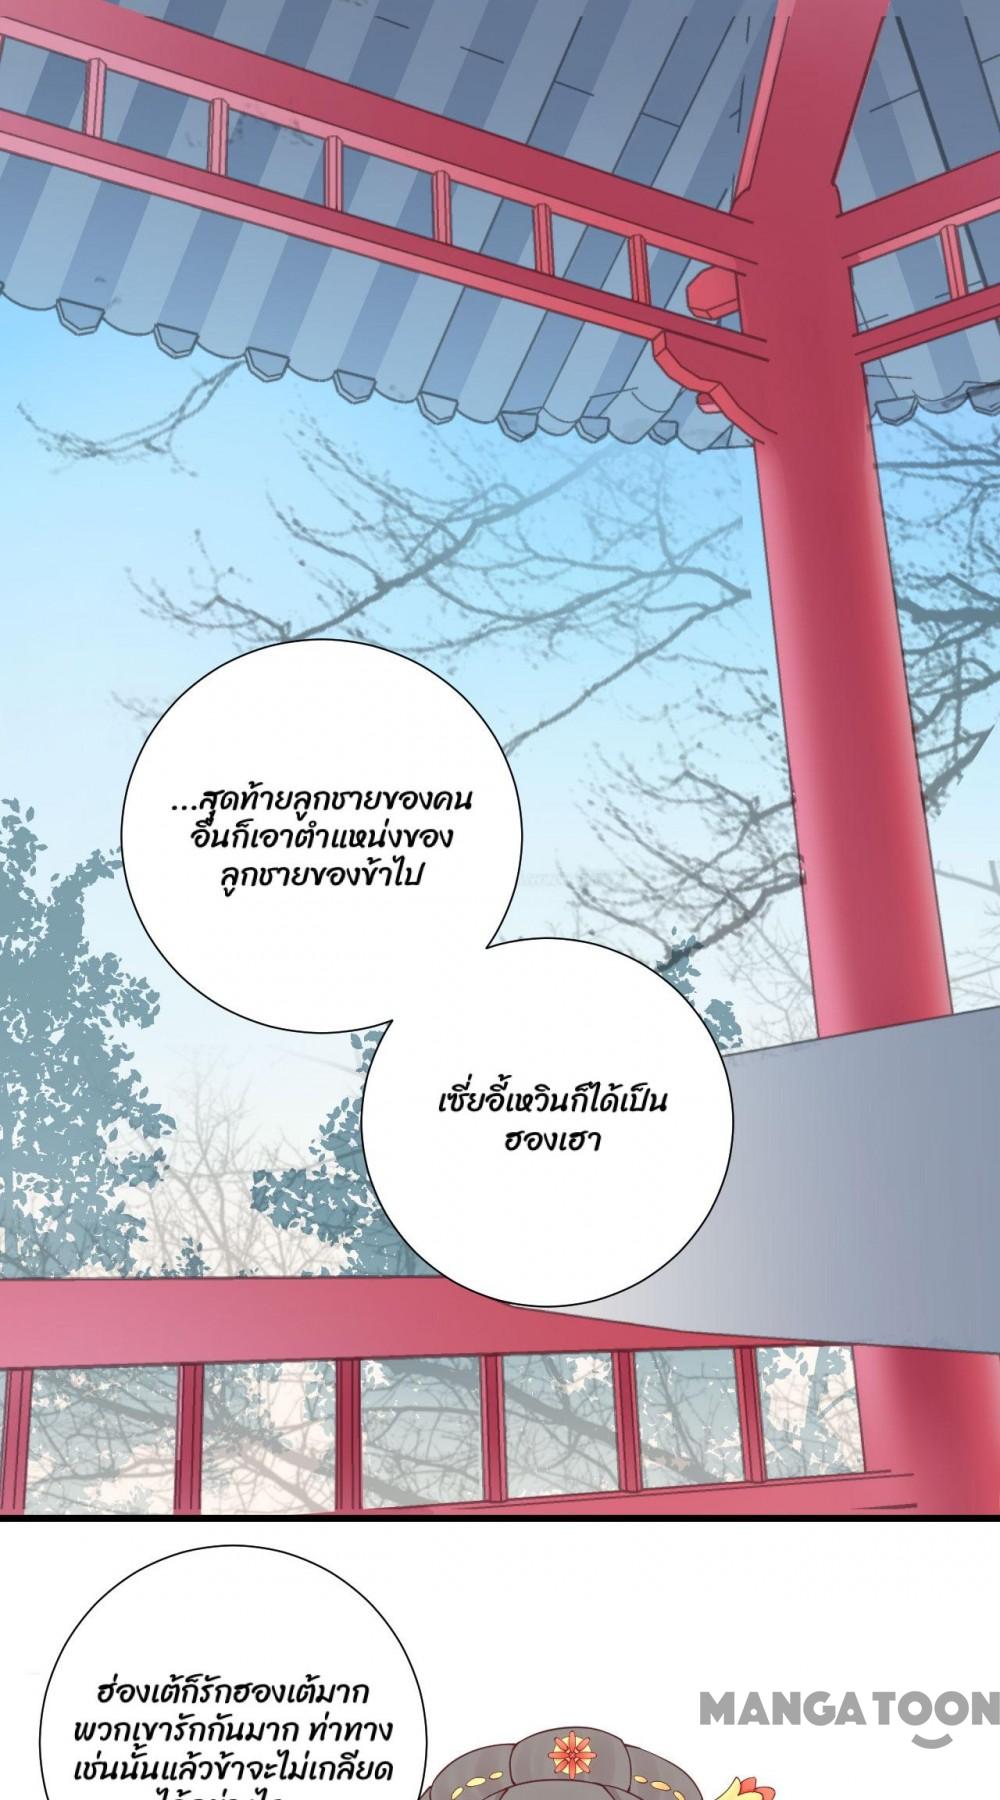 ...สุดท้ายลูกชายของคน
อื่นก็เอาตำแหน่งของ
ลูกชายของข้าไป
เซี่ยอี้เหวินก็ได้เป็น
ฮองเฮา
ฮ่องเต้ก็รักฮองเต้มาก
พวกเขารักกันมาก ท่าทาง
เช่นนั้นแล้วข้าจะไม่เกลียด
MANGATOON